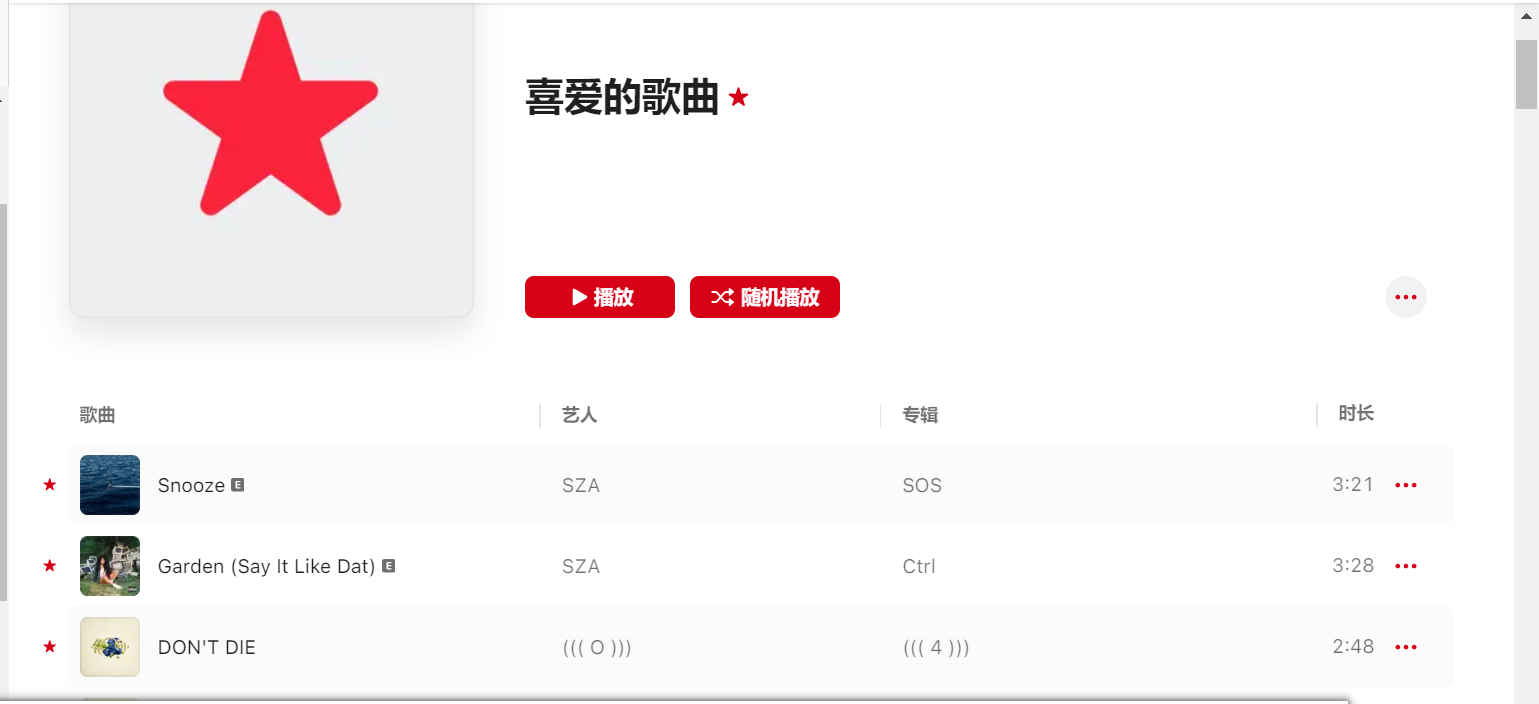 喜爱的歌曲
播放 随机播放
歌曲 艺人 专辑 时长
Snooze E SZA SOS 3:21
Garden (Say It Like Dat) E SZA Ctrl 3:28
DON'T DIE ((( O ))) ((( 4 ))) 2:48